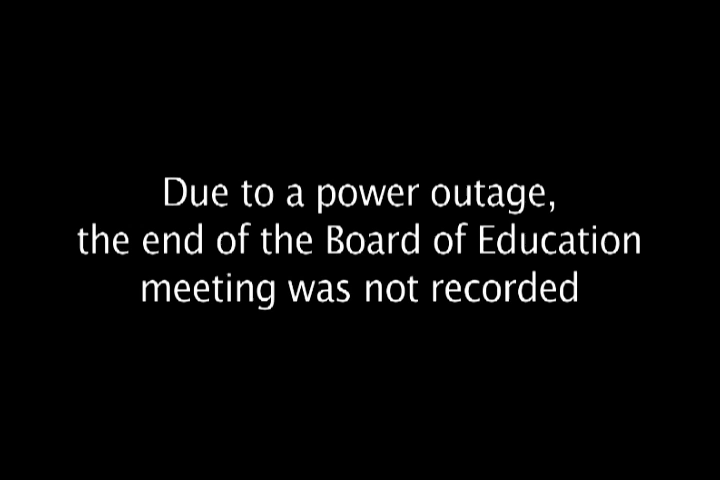 Due to a power outage,
the end of the Board of Education
meeting was not recorded